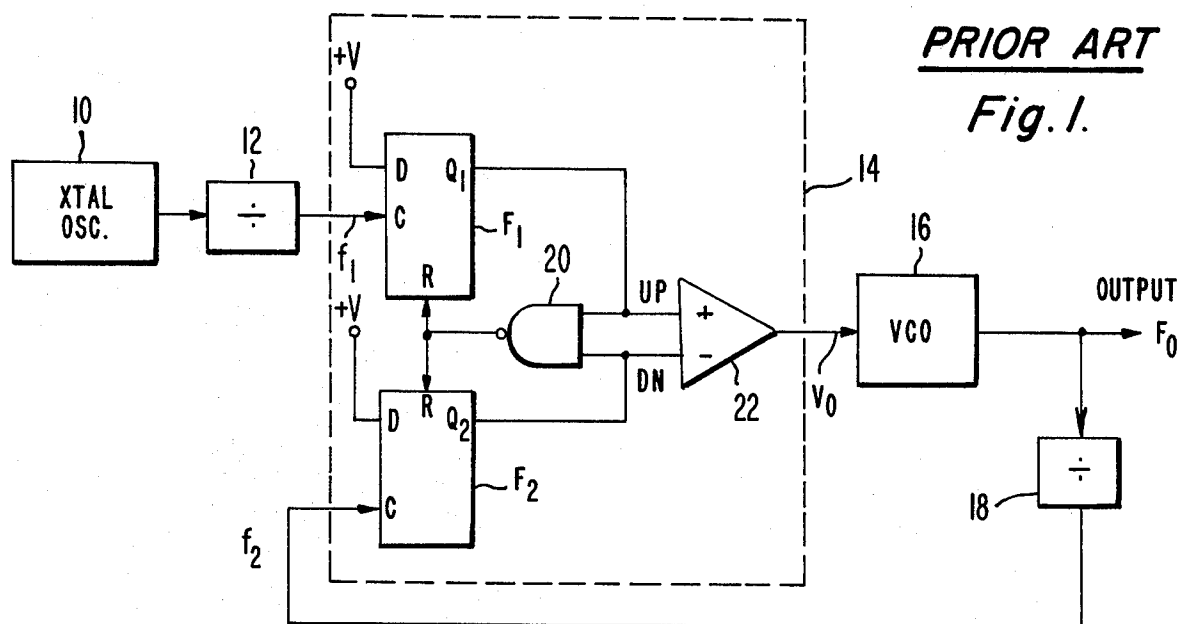 PRIOR ART
Fig. 1.
10
XTAL
OSC.
12
÷
f1
+V
D
Q1
C
R
F1
14
20
UP
+
−
DN
22
V0
16
VCO
OUTPUT
F0
+V
D
R
Q2
C
F2
f2
18
÷